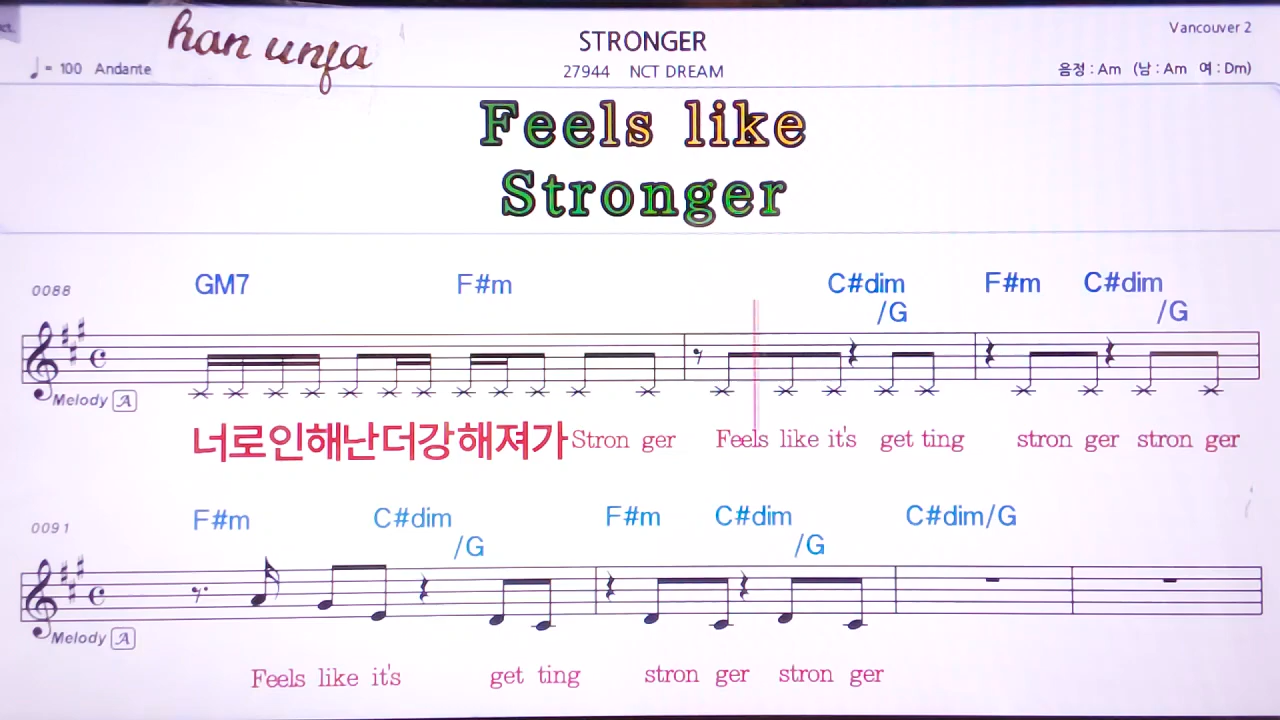 han unja
STRONGER
Vancouver 2
♩= 100 Andante
27944 NCT DREAM
음정 : Am (남 : Am 여 : Dm)
Feels like
Stronger
0088 GM7 F#m C#dim /G F#m C#dim /G
Melody A
너로인해난더강해져가 Stron ger Feels like it's get ting stron ger stron ger
0091 F#m C#dim /G F#m C#dim /G C#dim/G
Melody A
Feels like it's get ting stron ger stron ger